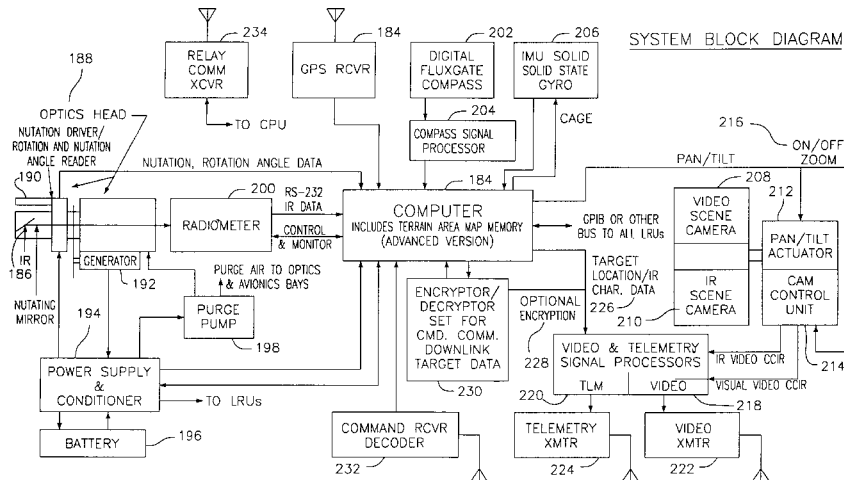 SYSTEM BLOCK DIAGRAM
234
RELAY
COMM
XCVR
TO CPU
184
GPS RCVR
202
DIGITAL
FLUXGATE
COMPASS
204
COMPASS SIGNAL
PROCESSOR
206
IMU SOLID
SOLID STATE
GYRO
CAGE
188
OPTICS HEAD
NUTATION DRIVER/
ROTATION AND NUTATION
ANGLE READER
190
NUTATION, ROTATION ANGLE DATA
186
IR
NUTATING
MIRROR
GENERATOR
192
200
RADIOMETER
RS-232
IR DATA
CONTROL
& MONITOR
184
COMPUTER
INCLUDES TERRAIN AREA MAP MEMORY
(ADVANCED VERSION)
PAN/TILT
216
ON/OFF
ZOOM
208
VIDEO
SCENE
CAMERA
IR
SCENE
CAMERA
210
212
PAN/TILT
ACTUATOR
CAM
CONTROL
UNIT
214
GPIB OR OTHER
BUS TO ALL LRUs
TARGET
LOCATION/IR
CHAR. DATA
226
PURGE AIR TO OPTICS
& AVIONICS BAYS
PURGE
PUMP
198
194
POWER SUPPLY
&
CONDITIONER
TO LRUs
BATTERY
196
ENCRYPTOR/
DECRYPTOR
SET FOR
CMD. COMM.
DOWNLINK
TARGET DATA
230
OPTIONAL
ENCRYPTION
228
VIDEO & TELEMETRY
SIGNAL PROCESSORS
TLM
VIDEO
220
218
IR VIDEO CCIR
VISUAL VIDEO CCIR
COMMAND RCVR
DECODER
232
TELEMETRY
XMTR
224
VIDEO
XMTR
222